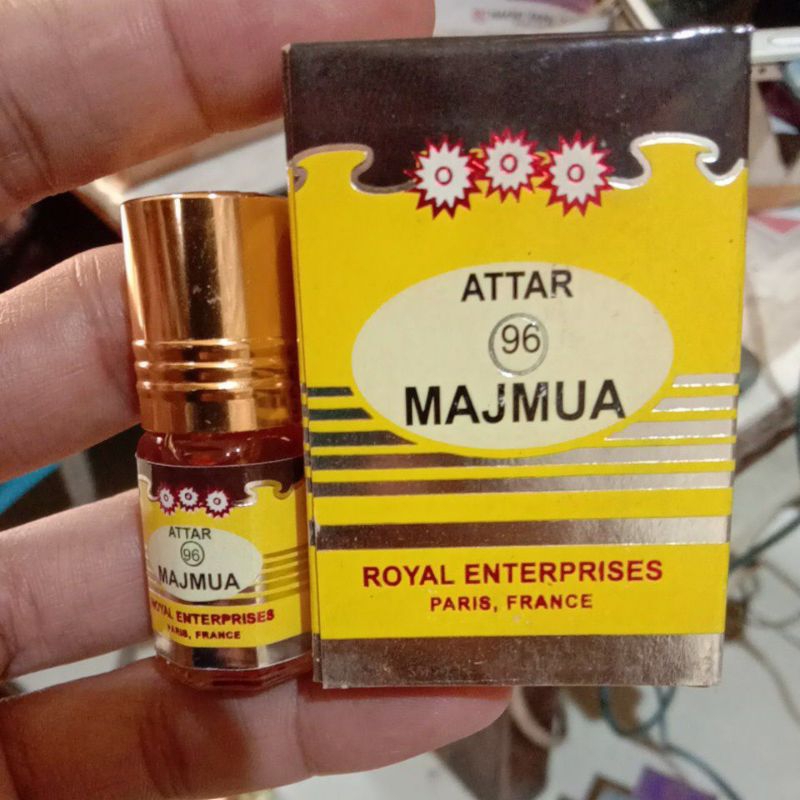 ATTAR
96
MAJMUA
ROYAL ENTERPRISES
PARIS, FRANCE
ATTAR
96
MAJMUA
ROYAL ENTERPRISES
PARIS, FRANCE